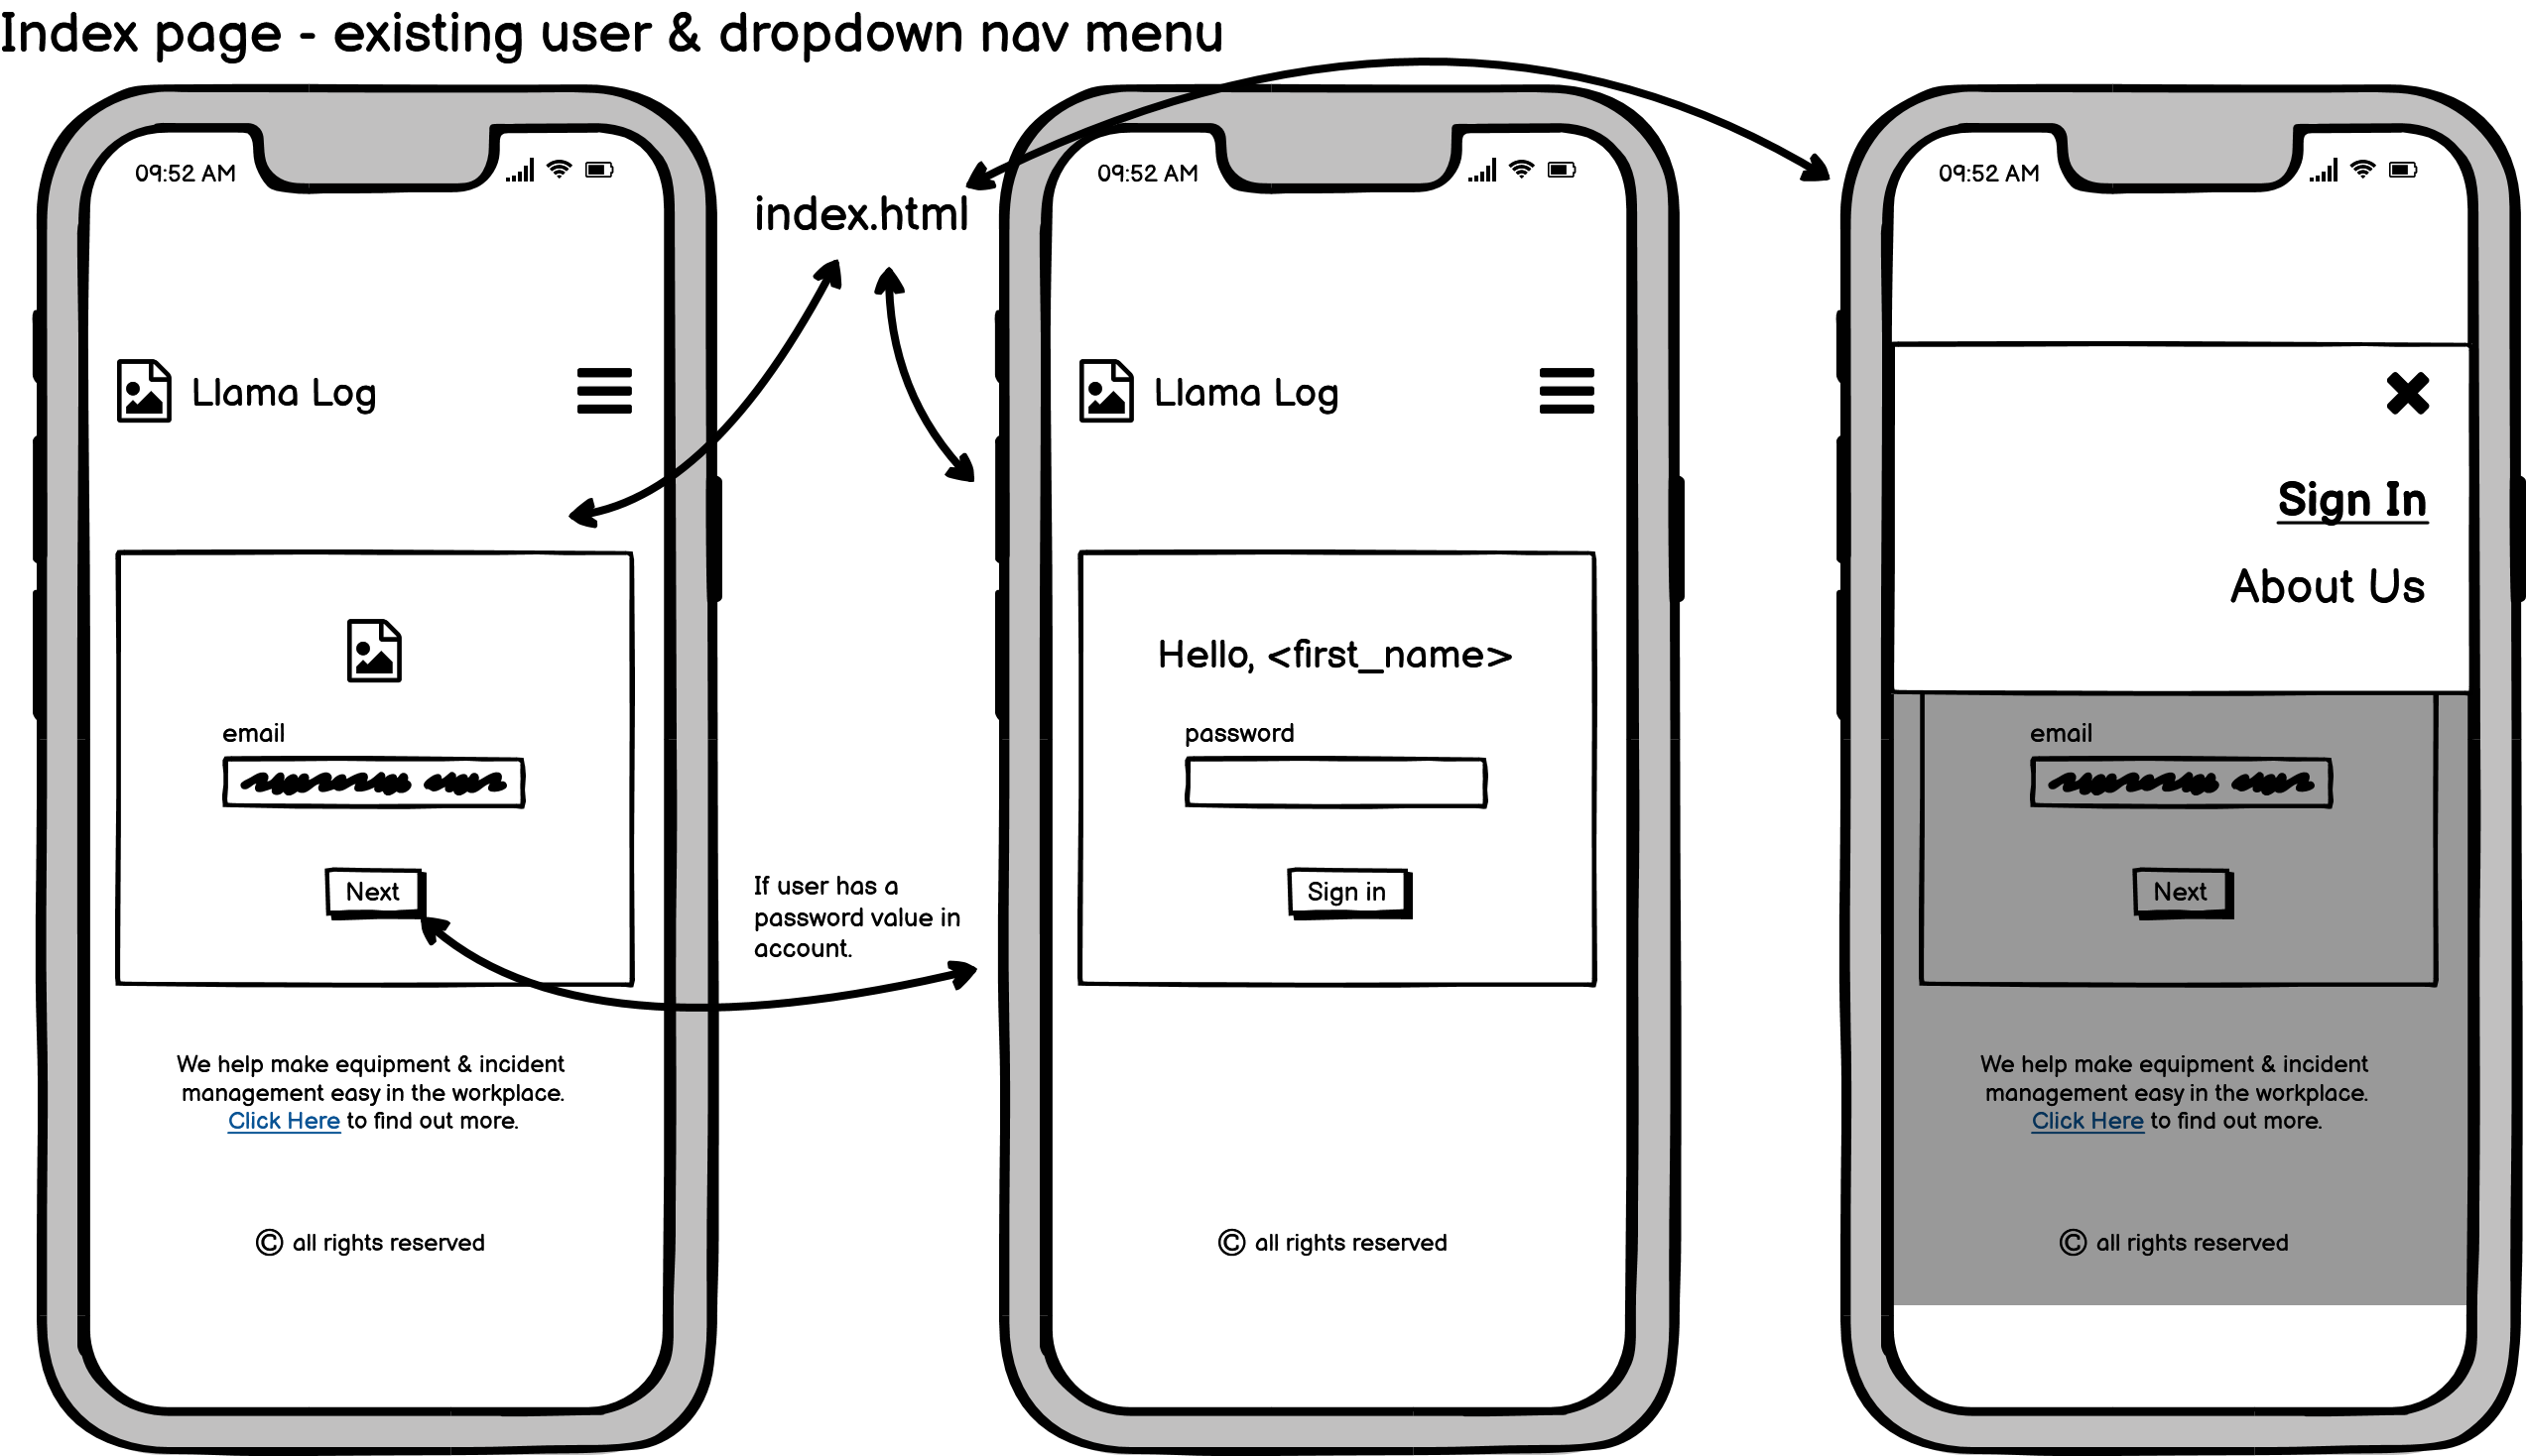 Index page - existing user & dropdown nav menu
09:52 AM
Llama Log
email
Next
We help make equipment & incident
management easy in the workplace.
Click Here to find out more.
© all rights reserved
index.html
If user has a
password value in
account.
09:52 AM
Llama Log
Hello, <first_name>
password
Sign in
© all rights reserved
09:52 AM
Sign In
About Us
email
Next
We help make equipment & incident
management easy in the workplace.
Click Here to find out more.
© all rights reserved